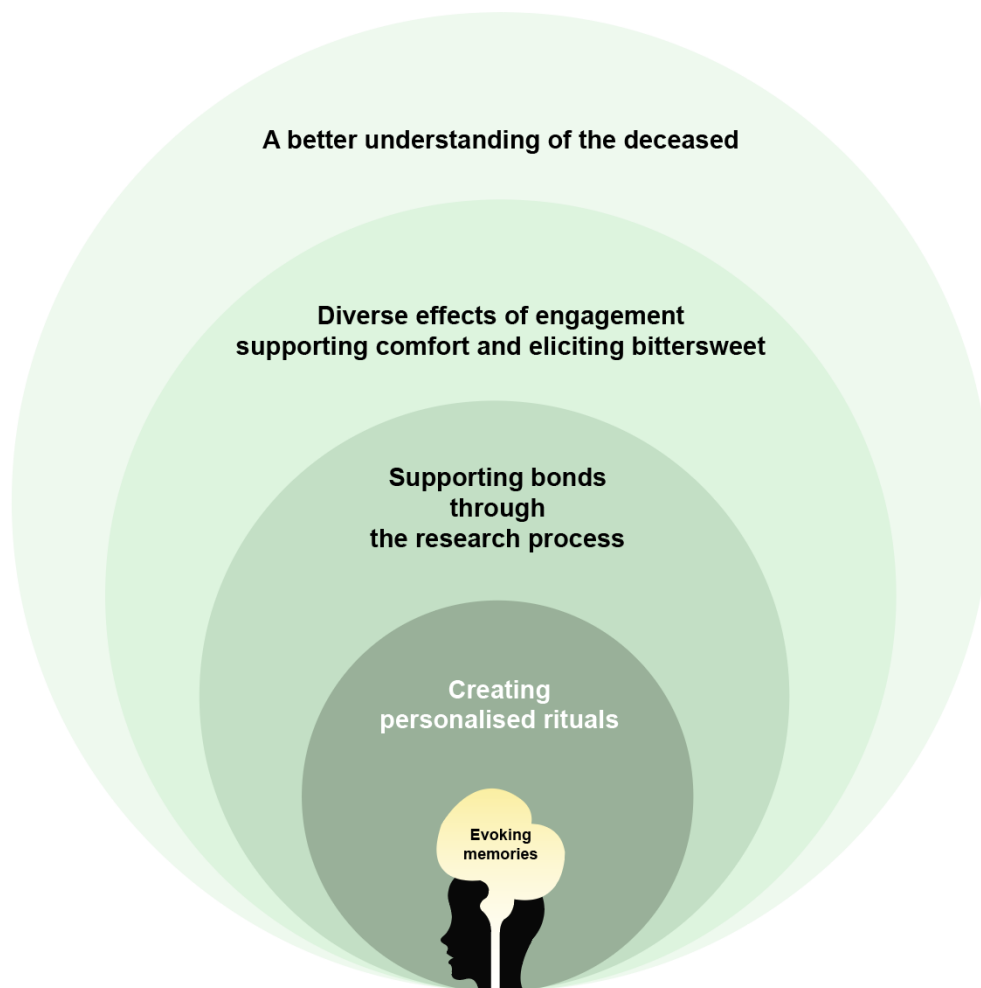 A better understanding of the deceased
Diverse effects of engagement
supporting comfort and eliciting bittersweet
Supporting bonds
through
the research process
Creating
personalised rituals
Evoking
memories